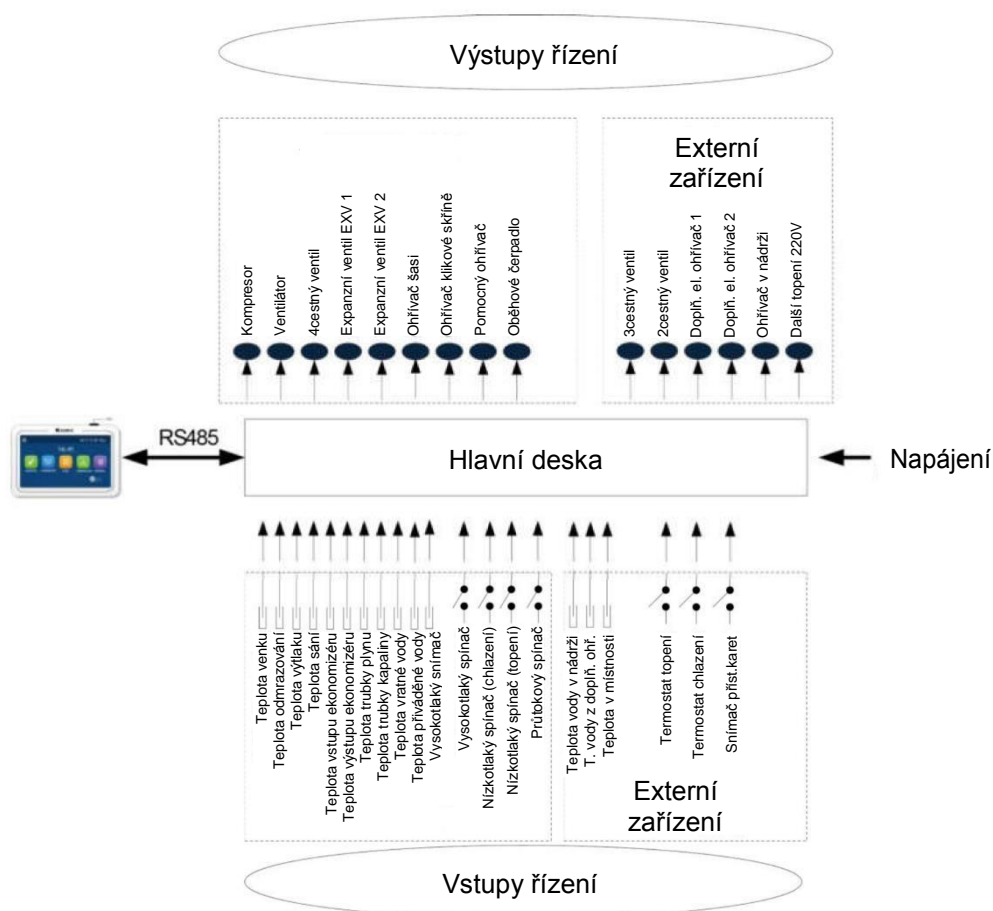 Výstupy řízení
Externí
zařízení
Kompresor
Ventilátor
4cestný ventil
Expanzní ventil EXV 1
Expanzní ventil EXV 2
Ohřívač šasi
Ohřívač klikové skříně
Pomocný ohřívač
Oběhové čerpadlo
3cestný ventil
2cestný ventil
Doplň. el. ohřívač 1
Doplň. el. ohřívač 2
Ohřívač v nádrži
Další topení 220V
RS485
Hlavní deska
Napájení
Teplota venku
Teplota odmrazování
Teplota výtlaku
Teplota sání
Teplota vstupu ekonomizéru
Teplota výstupu ekonomizéru
Teplota trubky plynu
Teplota trubky kapaliny
Teplota vratné vody
Teplota přiváděné vody
Vysokotlaký snímač
Vysokotlaký spínač
Nízkotlaký spínač (chlazení)
Nízkotlaký spínač (topení)
Průtokový spínač
Teplota vody v nádrži
T. vody z doplň. ohř.
Teplota v místnosti
Termostat topení
Termostat chlazení
Snímač příst.karet
Externí
zařízení
Vstupy řízení